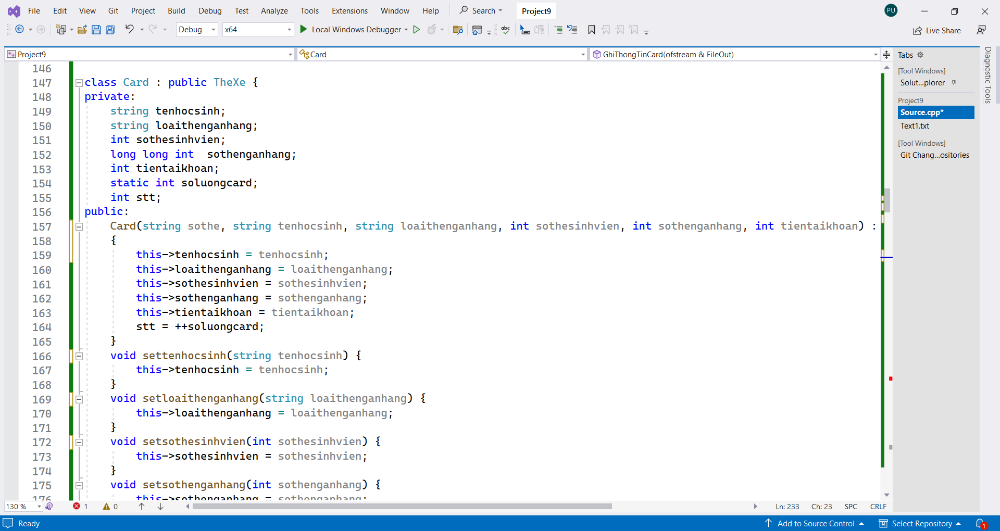 File Edit View Git Project Build Debug Test Analyze Tools Extensions Window Help Search Project9 PU
Debug x64 Local Windows Debugger abc Live Share
Project9 Card GhiThongTinCard(ofstream & FileOut)
146
147 class Card : public TheXe {
148 private:
149 string tenhocsinh;
150 string loaithenganhang;
151 int sothesinhvien;
152 long long int  sothenganhang;
153 int tientaikhoan;
154 static int soluongcard;
155 int stt;
156 public:
157 Card(string sothe, string tenhocsinh, string loaithenganhang, int sothesinhvien, int sothenganhang, int tientaikhoan) :
158 {
159 this->tenhocsinh = tenhocsinh;
160 this->loaithenganhang = loaithenganhang;
161 this->sothesinhvien = sothesinhvien;
162 this->sothenganhang = sothenganhang;
163 this->tientaikhoan = tientaikhoan;
164 stt = ++soluongcard;
165 }
166 void settenhocsinh(string tenhocsinh) {
167 this->tenhocsinh = tenhocsinh;
168 }
169 void setloaithenganhang(string loaithenganhang) {
170 this->loaithenganhang = loaithenganhang;
171 }
172 void setsothesinhvien(int sothesinhvien) {
173 this->sothesinhvien = sothesinhvien;
174 }
175 void setsothenganhang(int sothenganhang) {
176 this->sothenganhang = sothenganhang;
Tabs
[Tool Windows]
Solut...plorer
Project9
Source.cpp*
Text1.txt
[Tool Windows]
Git Chang...ositories
Diagnostic Tools
130 % 1 0 Ln: 233 Ch: 23 SPC CRLF
Ready Add to Source Control Select Repository 1